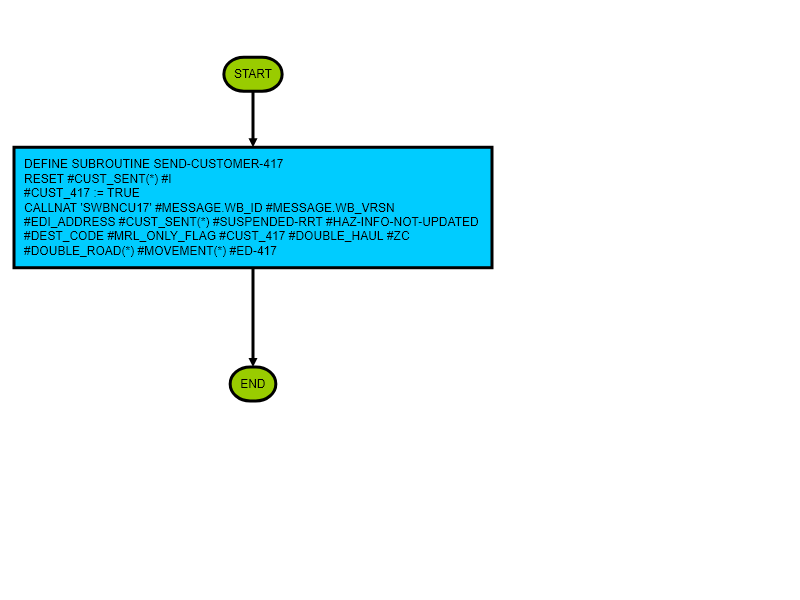 START
DEFINE SUBROUTINE SEND-CUSTOMER-417
RESET #CUST_SENT(*) #I
#CUST_417 := TRUE
CALLNAT 'SWBNCU17' #MESSAGE.WB_ID #MESSAGE.WB_VRSN
#EDI_ADDRESS #CUST_SENT(*) #SUSPENDED-RRT #HAZ-INFO-NOT-UPDATED
#DEST_CODE #MRL_ONLY_FLAG #CUST_417 #DOUBLE_HAUL #ZC
#DOUBLE_ROAD(*) #MOVEMENT(*) #ED-417
END